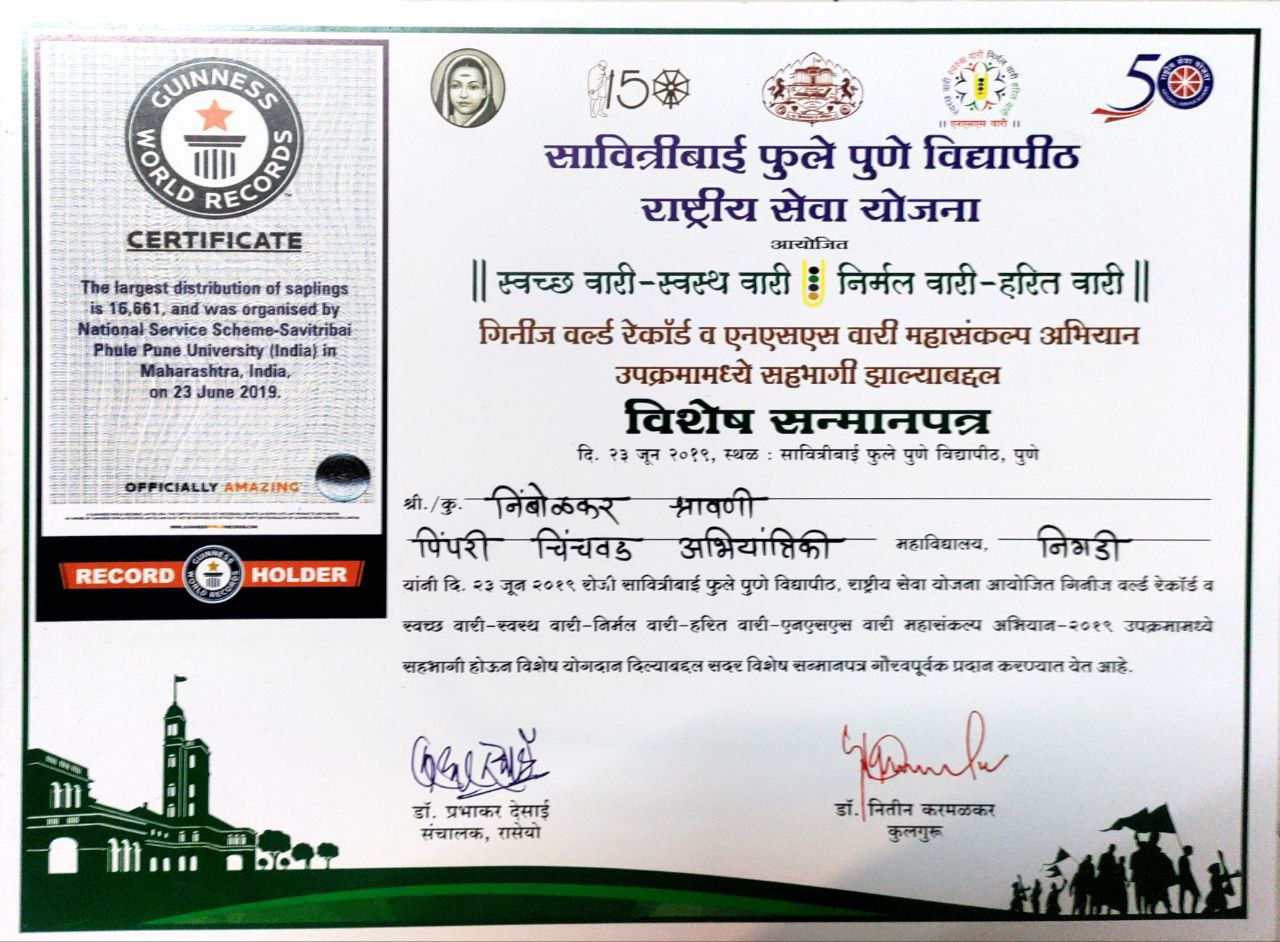 GUINNESS WORLD RECORDS
CERTIFICATE
The largest distribution of saplings
is 15,661, and was organised by
National Service Scheme-Savitribai
Phule Pune University (India) in
Maharashtra, India,
on 23 June 2019.
OFFICIALLY AMAZING
RECORD HOLDER
GUINNESS WORLD RECORDS
150
|| एनएसएस वारी ||
50
सावित्रीबाई फुले पुणे विद्यापीठ
राष्ट्रीय सेवा योजना
आयोजित
|| स्वच्छ वारी-स्वस्थ वारी निर्मल वारी-हरित वारी ||
गिनीज वर्ल्ड रेकॉर्ड व एनएसएस वारी महासंकल्प अभियान
उपक्रमामध्ये सहभागी झाल्याबद्दल
विशेष सन्मानपत्र
दि. २३ जून २०१९, स्थळ : सावित्रीबाई फुले पुणे विद्यापीठ, पुणे
श्री./कु. निंबोळकर श्रावणी
पिंपरी चिंचवड अभियांत्रिकी महाविद्यालय, निगडी
यांनी दि. २३ जून २०१९ रोजी सावित्रीबाई फुले पुणे विद्यापीठ, राष्ट्रीय सेवा योजना आयोजित गिनीज वर्ल्ड रेकॉर्ड व
स्वच्छ वारी-स्वस्थ वारी-निर्मल वारी-हरित वारी-एनएसएस वारी महासंकल्प अभियान-२०१९ उपक्रमामध्ये
सहभागी होऊन विशेष योगदान दिल्याबद्दल सदर विशेष सन्मानपत्र गौरवपूर्वक प्रदान करण्यात येत आहे.
डॉ. प्रभाकर देसाई
संचालक, रासेयो
डॉ. नितीन करमळकर
कुलगुरू